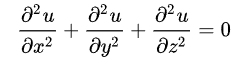 ∂²u/∂x² + ∂²u/∂y² + ∂²u/∂z² = 0